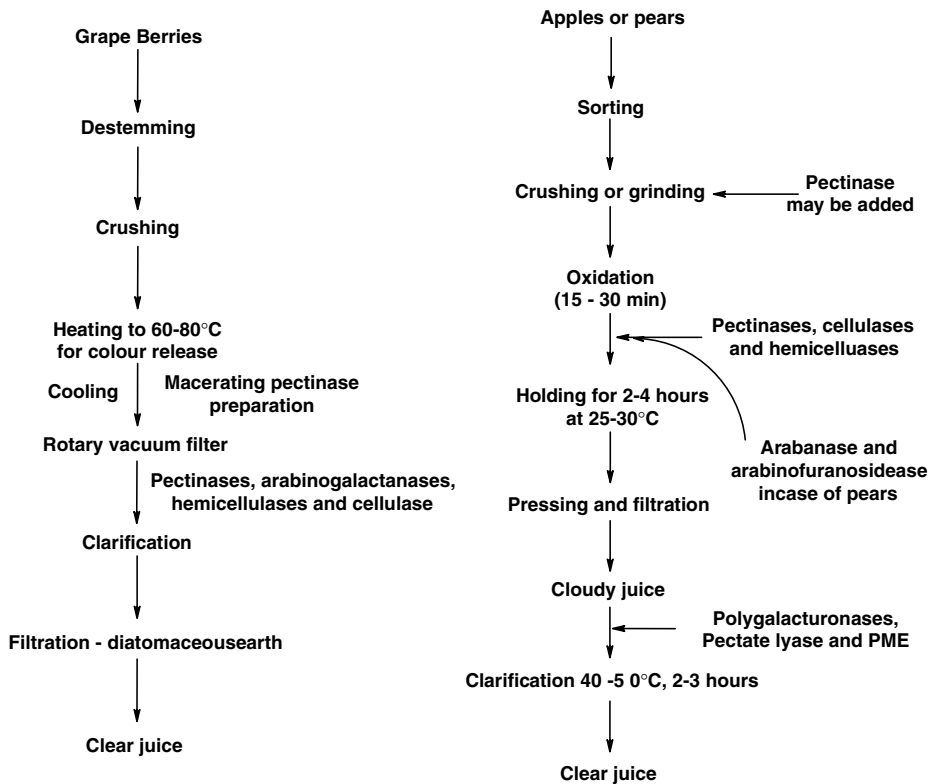 Grape Berries
Destemming
Crushing
Heating to 60-80°C
for colour release
Cooling
Macerating pectinase
preparation
Rotary vacuum filter
Pectinases, arabinogalactanases,
hemicellulases and cellulase
Clarification
Filtration - diatomaceousearth
Clear juice
Apples or pears
Sorting
Crushing or grinding
Pectinase
may be added
Oxidation
(15 - 30 min)
Pectinases, cellulases
and hemicelluases
Holding for 2-4 hours
at 25-30°C
Arabanase and
arabinofuranosidease
incase of pears
Pressing and filtration
Cloudy juice
Polygalacturonases,
Pectate lyase and PME
Clarification 40 -5 0°C, 2-3 hours
Clear juice